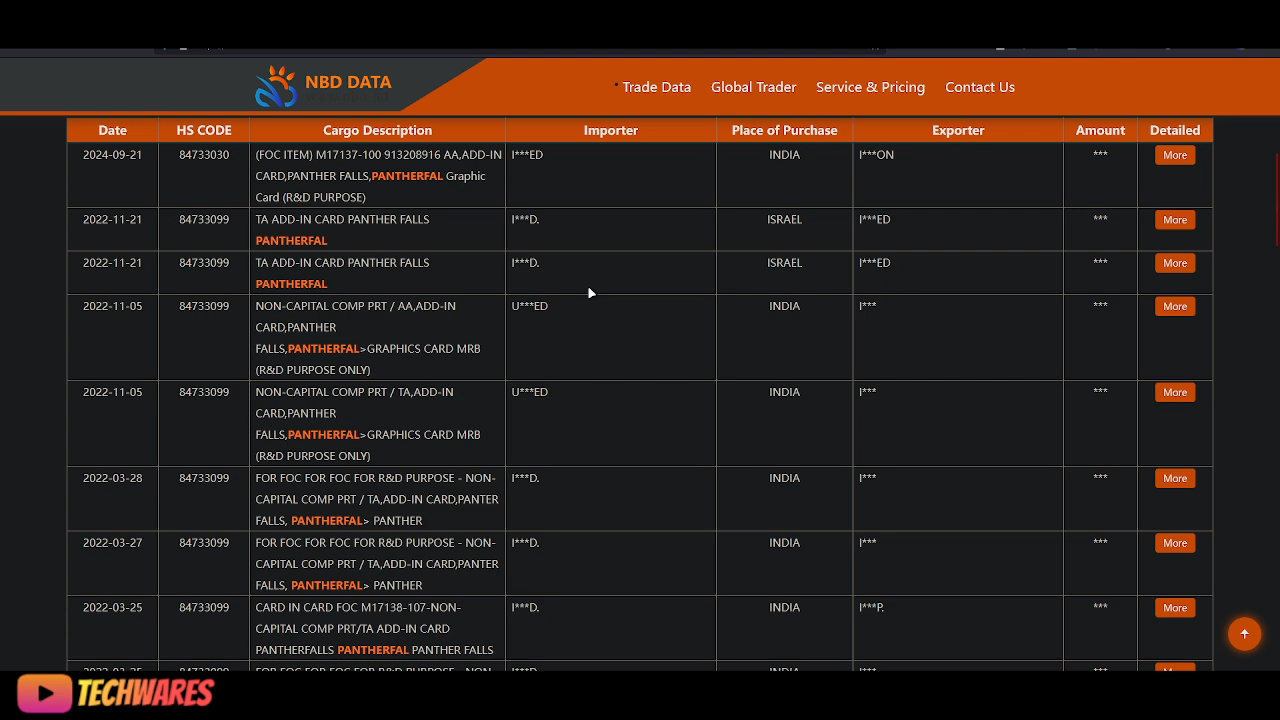 NBD DATA
Trade Data Global Trader Service & Pricing Contact Us
Date HS CODE Cargo Description Importer Place of Purchase Exporter Amount Detailed
2024-09-21 84733030 (FOC ITEM) M17137-100 913208916 AA,ADD-IN I***ED INDIA I***ON *** More
CARD,PANTHER FALLS,PANTHERFAL Graphic
Card (R&D PURPOSE)
2022-11-21 84733099 TA ADD-IN CARD PANTHER FALLS I***D. ISRAEL I***ED *** More
PANTHERFAL
2022-11-21 84733099 TA ADD-IN CARD PANTHER FALLS I***D. ISRAEL I***ED *** More
PANTHERFAL
2022-11-05 84733099 NON-CAPITAL COMP PRT / AA,ADD-IN U***ED INDIA I*** *** More
CARD,PANTHER
FALLS,PANTHERFAL>GRAPHICS CARD MRB
(R&D PURPOSE ONLY)
2022-11-05 84733099 NON-CAPITAL COMP PRT / TA,ADD-IN U***ED INDIA I*** *** More
CARD,PANTHER
FALLS,PANTHERFAL>GRAPHICS CARD MRB
(R&D PURPOSE ONLY)
2022-03-28 84733099 FOR FOC FOR FOC FOR R&D PURPOSE - NON- I***D. INDIA I*** *** More
CAPITAL COMP PRT / TA,ADD-IN CARD,PANTER
FALLS, PANTHERFAL> PANTHER
2022-03-27 84733099 FOR FOC FOR FOC FOR R&D PURPOSE - NON- I***D. INDIA I*** *** More
CAPITAL COMP PRT / TA,ADD-IN CARD,PANTER
FALLS, PANTHERFAL> PANTHER
2022-03-25 84733099 CARD IN CARD FOC M17138-107-NON- I***D. INDIA I***P. *** More
CAPITAL COMP PRT/TA ADD-IN CARD
PANTHERFALLS PANTHERFAL PANTHER FALLS
TECHWARES